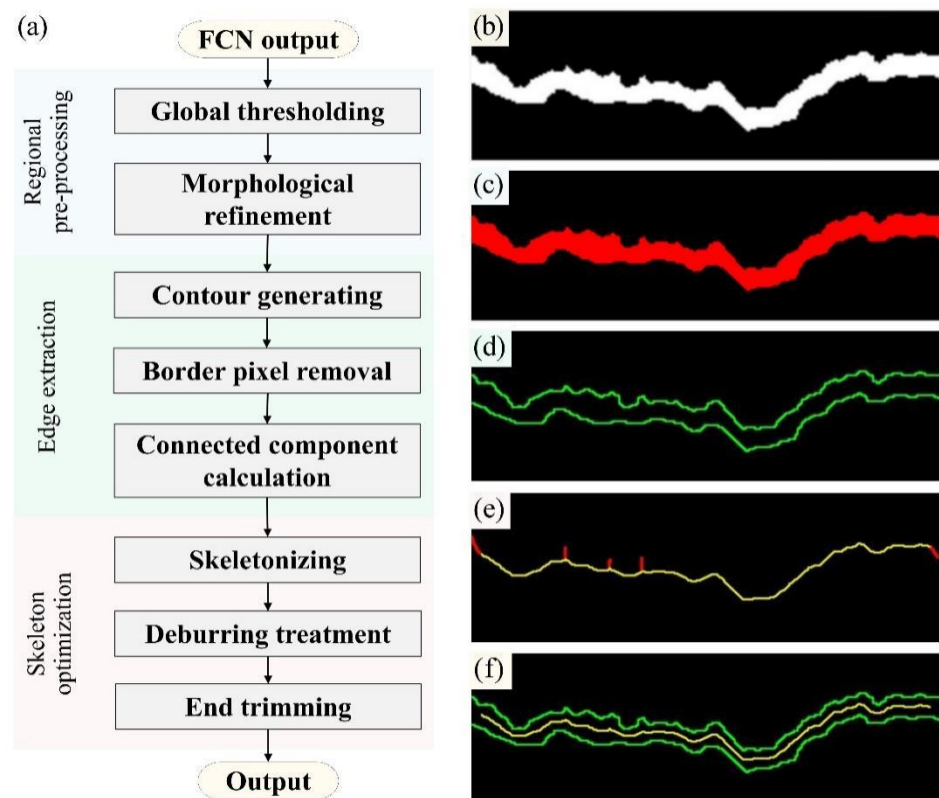 (a)
FCN output
Regional
pre-processing
Global thresholding
Morphological
refinement
Edge extraction
Contour generating
Border pixel removal
Connected component
calculation
Skeleton
optimization
Skeletonizing
Deburring treatment
End trimming
Output
(b)
(c)
(d)
(e)
(f)